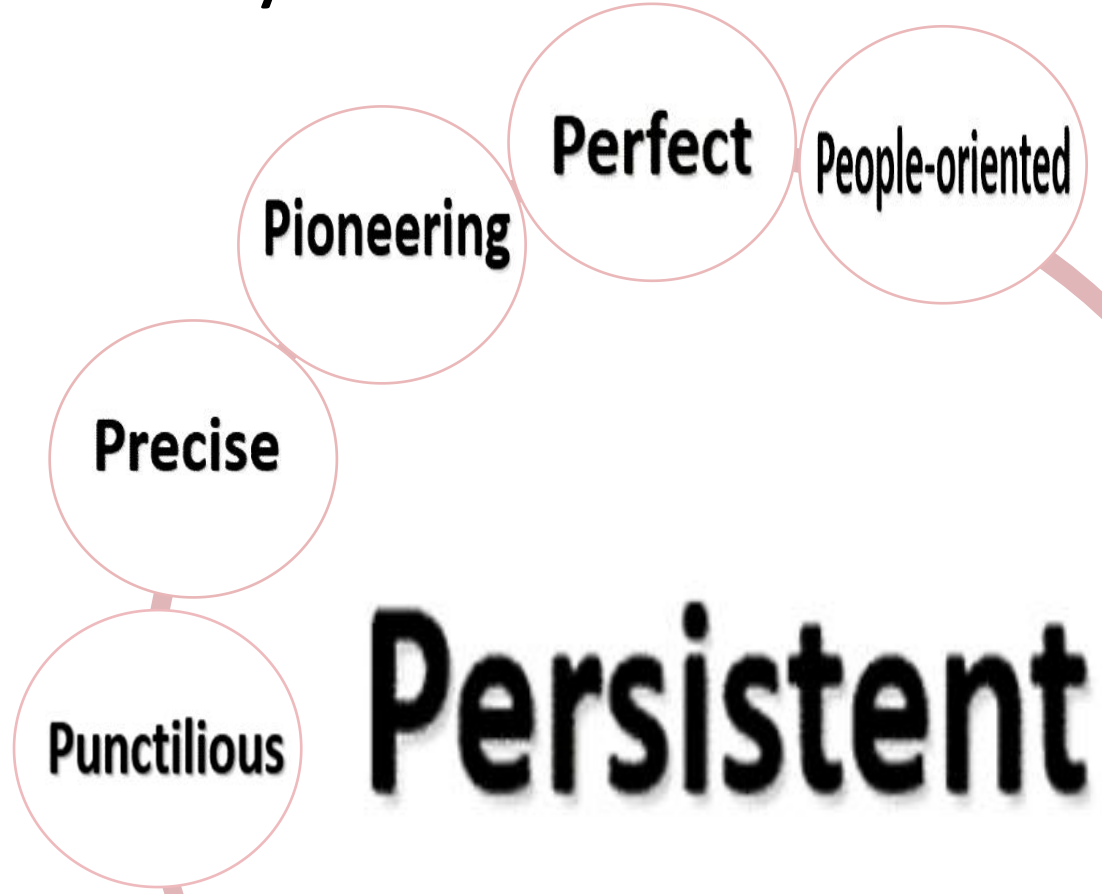 Perfect
People-oriented
Pioneering
Precise
Persistent
Punctilious